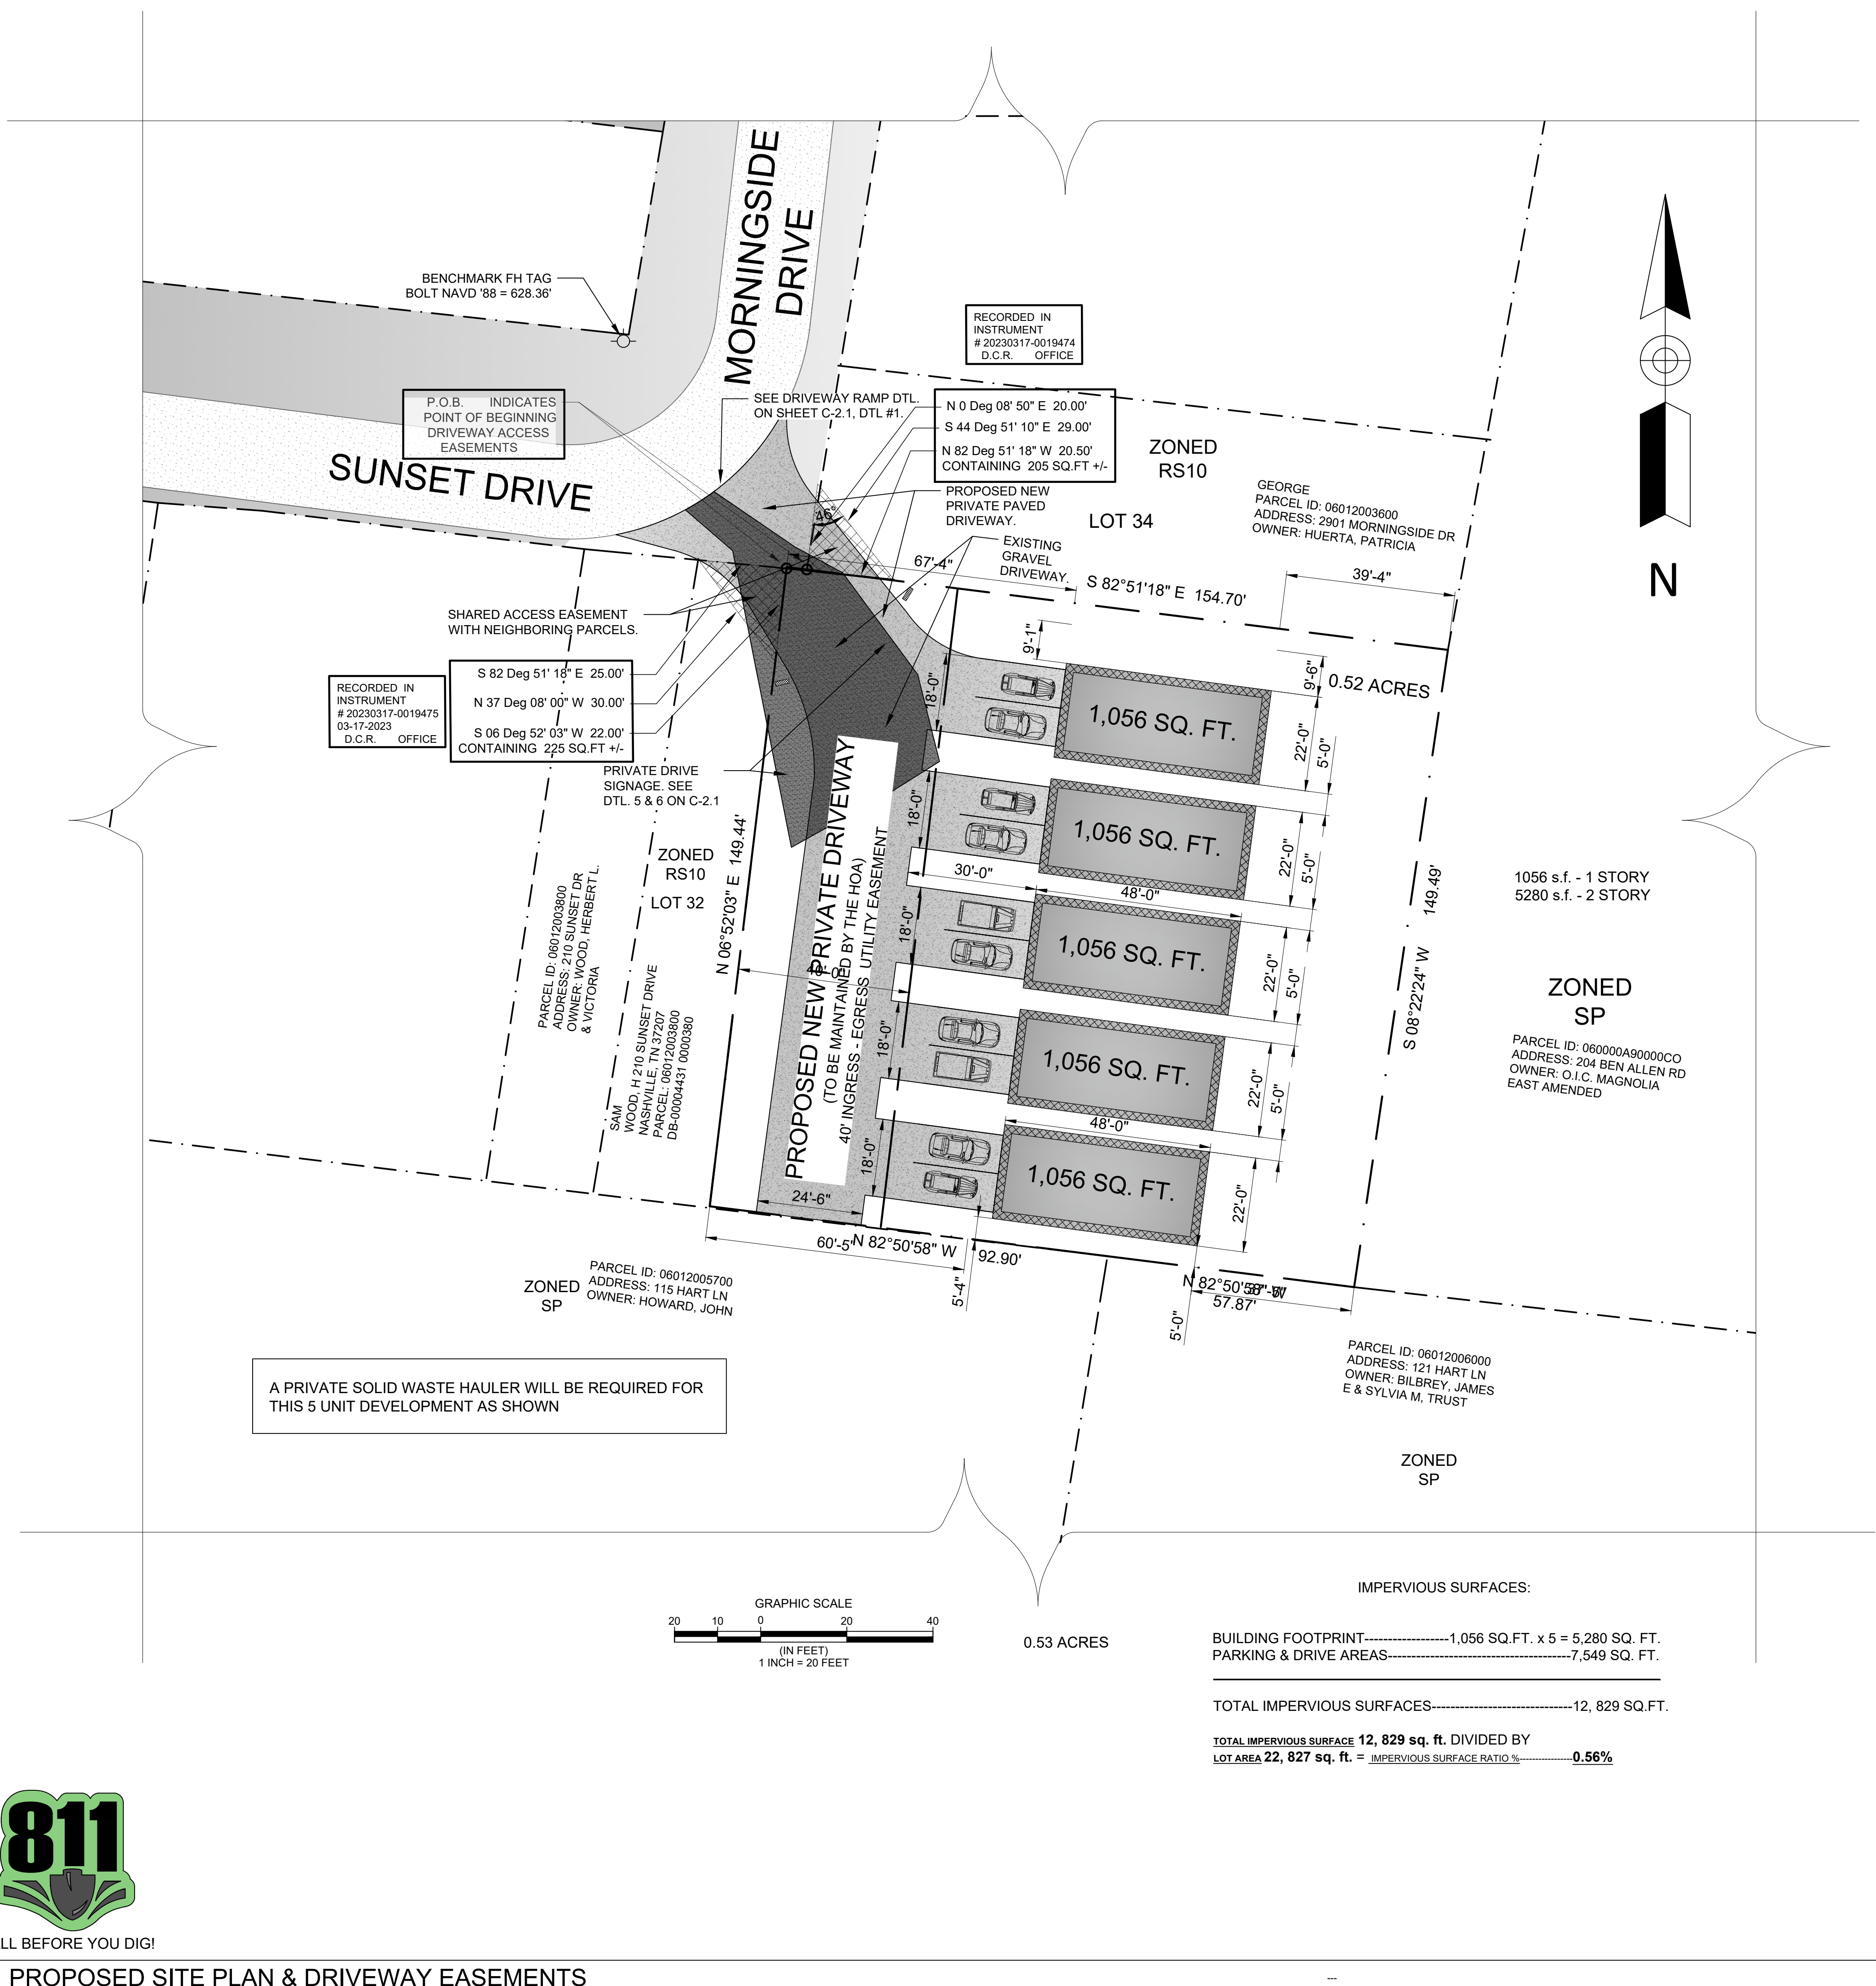 MORNINGSIDE
DRIVE
BENCHMARK FH TAG
BOLT NAVD '88 = 628.36'
RECORDED IN
INSTRUMENT
# 20230317-0019474
D.C.R. OFFICE
P.O.B. INDICATES
POINT OF BEGINNING
DRIVEWAY ACCESS
EASEMENTS
SEE DRIVEWAY RAMP DTL.
ON SHEET C-2.1, DTL #1.
N 0 Deg 08' 50" E 20.00'
S 44 Deg 51' 10" E 29.00'
N 82 Deg 51' 18" W 20.50'
CONTAINING 205 SQ.FT +/-
SUNSET DRIVE
ZONED
RS10
PROPOSED NEW
PRIVATE PAVED
DRIVEWAY.
LOT 34
GEORGE
PARCEL ID: 06012003600
ADDRESS: 2901 MORNINGSIDE DR
OWNER: HUERTA, PATRICIA
46°
EXISTING
GRAVEL
DRIVEWAY.
67'-4"
S 82°51'18" E 154.70'
39'-4"
N
SHARED ACCESS EASEMENT
WITH NEIGHBORING PARCELS.
RECORDED IN
INSTRUMENT
# 20230317-0019475
03-17-2023
D.C.R. OFFICE
S 82 Deg 51' 18" E 25.00'
N 37 Deg 08' 00" W 30.00'
S 06 Deg 52' 03" W 22.00'
CONTAINING 225 SQ.FT +/-
PRIVATE DRIVE
SIGNAGE. SEE
DTL. 5 & 6 ON C-2.1
9'-1"
9'-6"
0.52 ACRES
18'-0"
1,056 SQ. FT.
22'-0"
5'-0"
18'-0"
1,056 SQ. FT.
22'-0"
5'-0"
30'-0"
48'-0"
18'-0"
1,056 SQ. FT.
22'-0"
5'-0"
18'-0"
1,056 SQ. FT.
22'-0"
5'-0"
48'-0"
18'-0"
1,056 SQ. FT.
22'-0"
ZONED
RS10
LOT 32
N 06°52'03" E 149.44'
PARCEL ID: 06012003800
ADDRESS: 210 SUNSET DR
OWNER: WOOD, HERBERT L.
& VICTORIA
SAM
WOOD, H 210 SUNSET DRIVE
NASHVILLE, TN 37207
PARCEL: 06012003800
DB-00004431 0000380
PROPOSED NEW PRIVATE DRIVEWAY
(TO BE MAINTAINED BY THE HOA)
40' INGRESS - EGRESS UTILITY EASEMENT
40'-0"
S 08°22'24" W 149.49'
1056 s.f. - 1 STORY
5280 s.f. - 2 STORY
ZONED
SP
PARCEL ID: 060000A90000CO
ADDRESS: 204 BEN ALLEN RD
OWNER: O.I.C. MAGNOLIA
EAST AMENDED
24'-6"
60'-5"
N 82°50'58" W 92.90'
5'-4"
5'-0"
N 82°50'58" W
57.87'
ZONED
SP
PARCEL ID: 06012005700
ADDRESS: 115 HART LN
OWNER: HOWARD, JOHN
PARCEL ID: 06012006000
ADDRESS: 121 HART LN
OWNER: BILBREY, JAMES
E & SYLVIA M, TRUST
ZONED
SP
A PRIVATE SOLID WASTE HAULER WILL BE REQUIRED FOR
THIS 5 UNIT DEVELOPMENT AS SHOWN
GRAPHIC SCALE
20 10 0 20 40
(IN FEET)
1 INCH = 20 FEET
0.53 ACRES
IMPERVIOUS SURFACES:
BUILDING FOOTPRINT------------------1,056 SQ.FT. x 5 = 5,280 SQ. FT.
PARKING & DRIVE AREAS---------------------------------------7,549 SQ. FT.
TOTAL IMPERVIOUS SURFACES------------------------------12, 829 SQ.FT.
TOTAL IMPERVIOUS SURFACE 12, 829 sq. ft. DIVIDED BY
LOT AREA 22, 827 sq. ft. = IMPERVIOUS SURFACE RATIO %----------------0.56%
811
LL BEFORE YOU DIG!
PROPOSED SITE PLAN & DRIVEWAY EASEMENTS
---